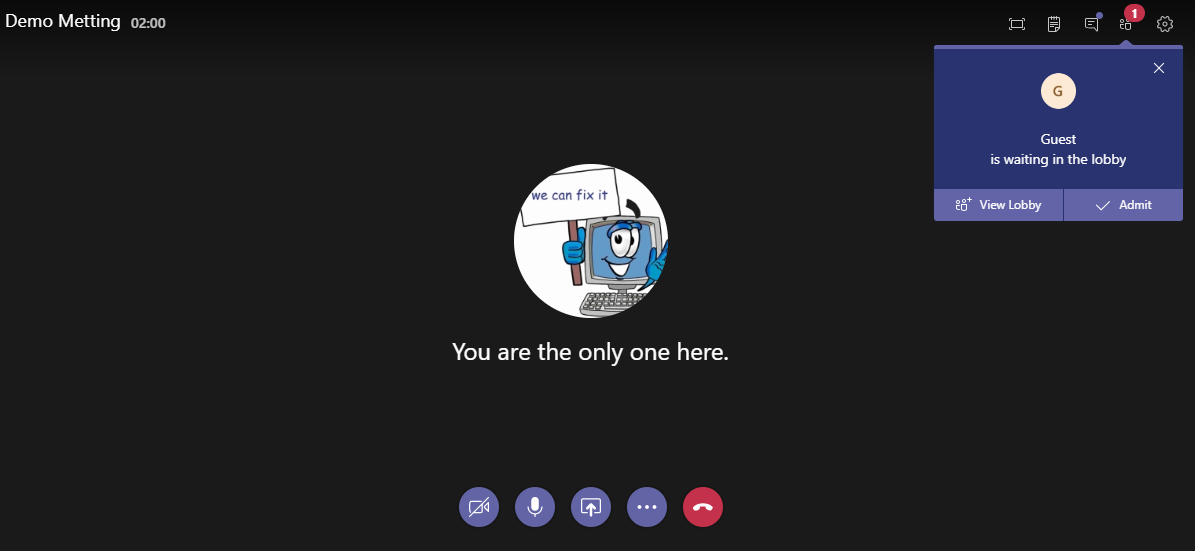 Demo Metting 02:00
1
G
Guest
is waiting in the lobby
View Lobby Admit
we can fix it
You are the only one here.